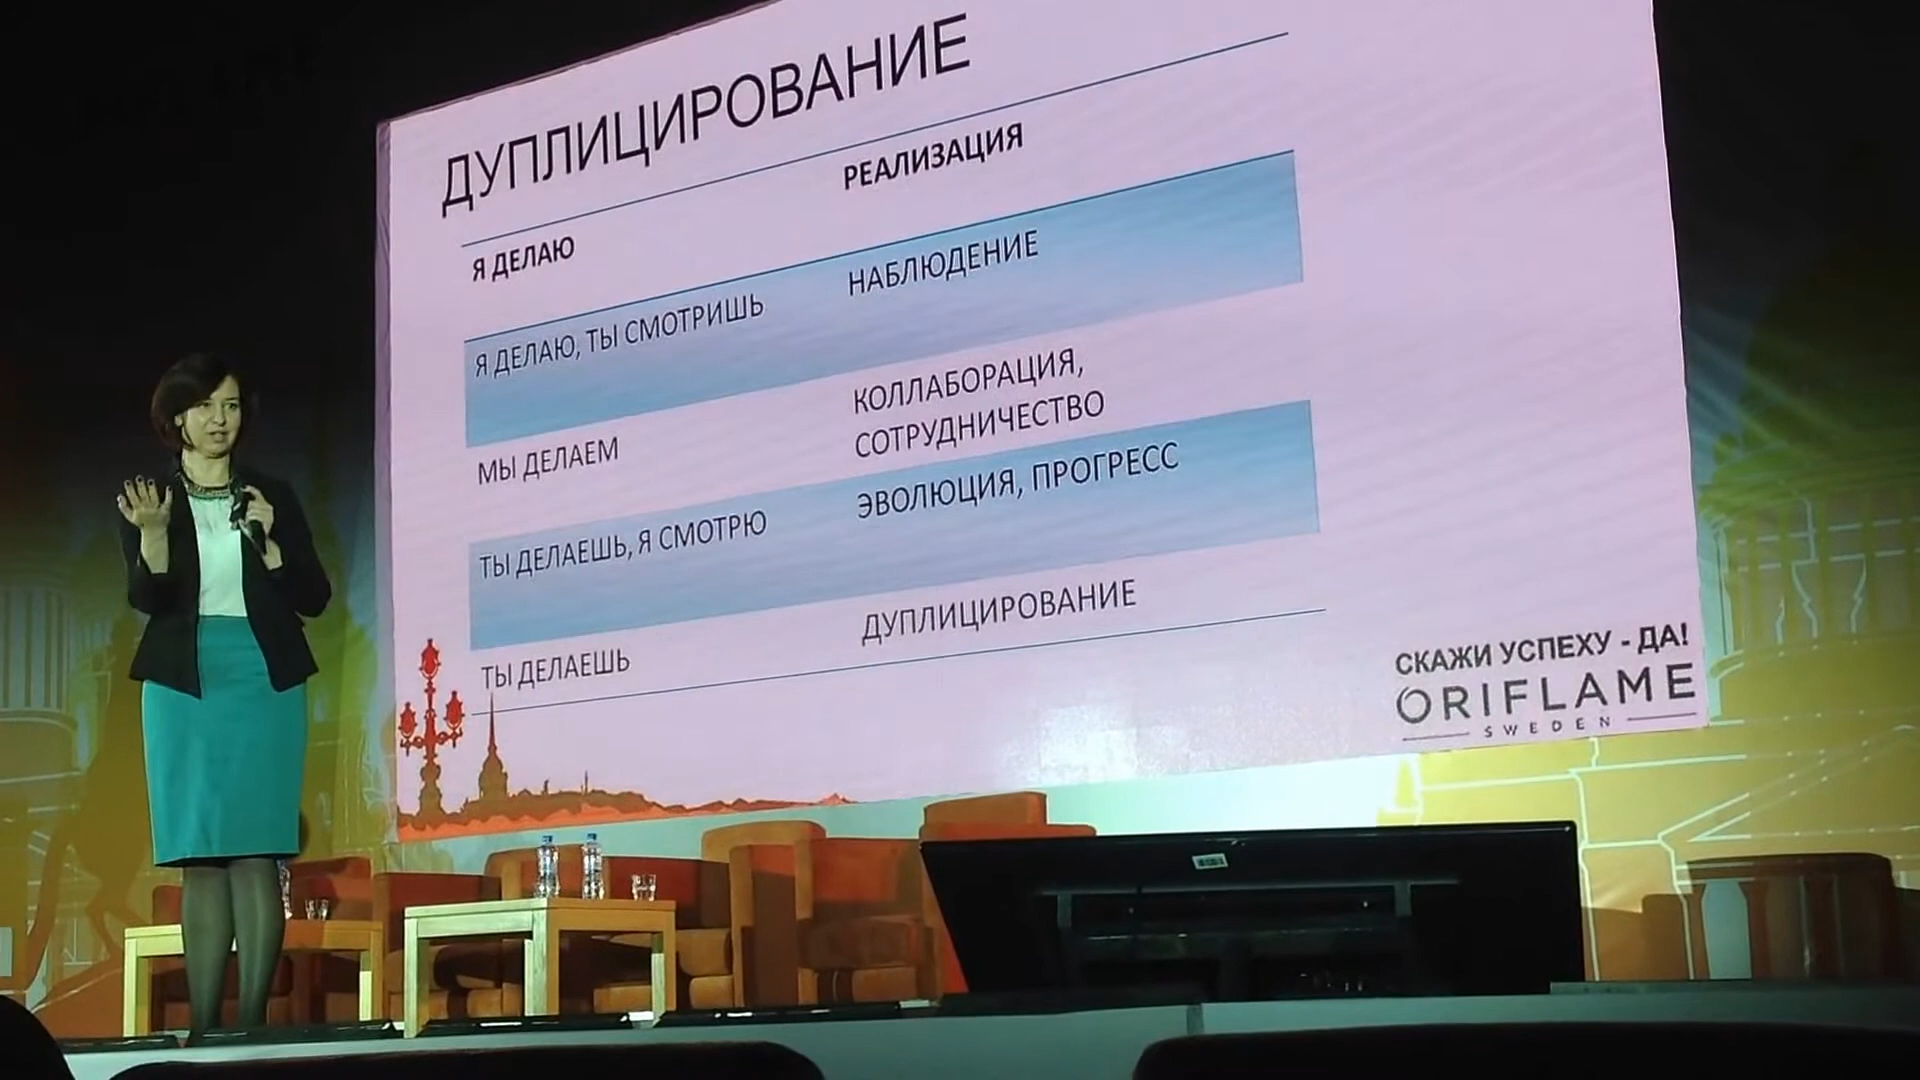 ДУПЛИЦИРОВАНИЕ
Я ДЕЛАЮ
РЕАЛИЗАЦИЯ
Я ДЕЛАЮ, ТЫ СМОТРИШЬ
НАБЛЮДЕНИЕ
МЫ ДЕЛАЕМ
КОЛЛАБОРАЦИЯ,
СОТРУДНИЧЕСТВО
ТЫ ДЕЛАЕШЬ, Я СМОТРЮ
ЭВОЛЮЦИЯ, ПРОГРЕСС
ТЫ ДЕЛАЕШЬ
ДУПЛИЦИРОВАНИЕ
СКАЖИ УСПЕХУ - ДА!
ORIFLAME
SWEDEN